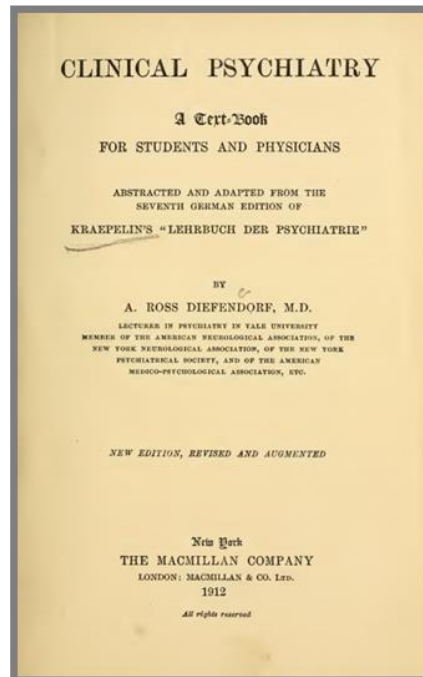 CLINICAL PSYCHIATRY
A Text-Book
FOR STUDENTS AND PHYSICIANS
ABSTRACTED AND ADAPTED FROM THE
SEVENTH GERMAN EDITION OF
KRAEPELIN'S "LEHRBUCH DER PSYCHIATRIE"
BY
A. ROSS DIEFENDORF, M.D.
LECTURER IN PSYCHIATRY IN YALE UNIVERSITY
MEMBER OF THE AMERICAN NEUROLOGICAL ASSOCIATION, OF THE
NEW YORK NEUROLOGICAL ASSOCIATION, OF THE NEW YORK
PSYCHIATRICAL SOCIETY, AND OF THE AMERICAN
MEDICO-PSYCHOLOGICAL ASSOCIATION, ETC.
NEW EDITION, REVISED AND AUGMENTED
New York
THE MACMILLAN COMPANY
LONDON: MACMILLAN & CO. LTD.
1912
All rights reserved